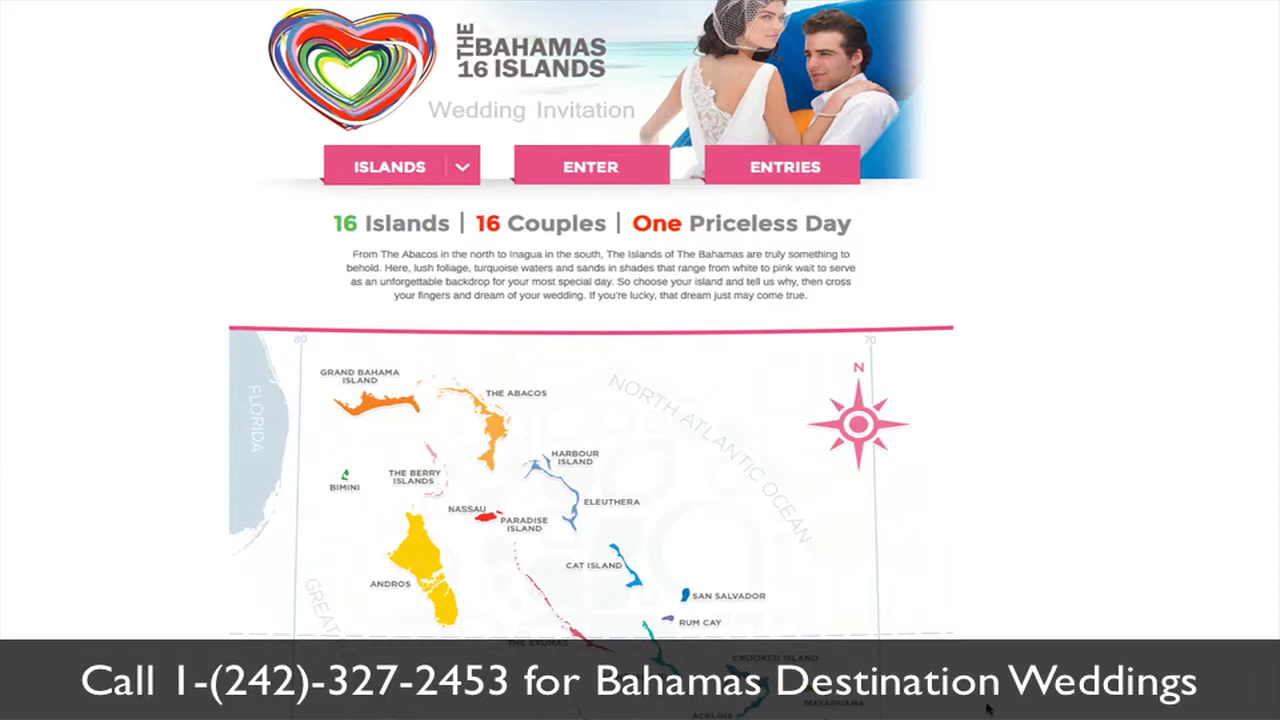 THE
BAHAMAS
16 ISLANDS
Wedding Invitation
ISLANDS
ENTER
ENTRIES
16 Islands | 16 Couples | One Priceless Day
From The Abacos in the north to Inagua in the south, The Islands of The Bahamas are truly something to
behold. Here, lush foliage, turquoise waters and sands in shades that range from white to pink wait to serve
as an unforgettable backdrop for your most special day. So choose your island and tell us why, then cross
your fingers and dream of your wedding. If you're lucky, that dream just may come true.
80
70
N
GRAND BAHAMA
ISLAND
THE ABACOS
NORTH ATLANTIC OCEAN
FLORIDA
HARBOUR
ISLAND
THE BERRY
ISLANDS
BIMINI
ELEUTHERA
NASSAU
PARADISE
ISLAND
CAT ISLAND
ANDROS
SAN SALVADOR
GREAT
RUM CAY
THE EXUMAS
CROOKED ISLAND
Call 1-(242)-327-2453 for Bahamas Destination Weddings
MAYAGUANA
ACKLINS